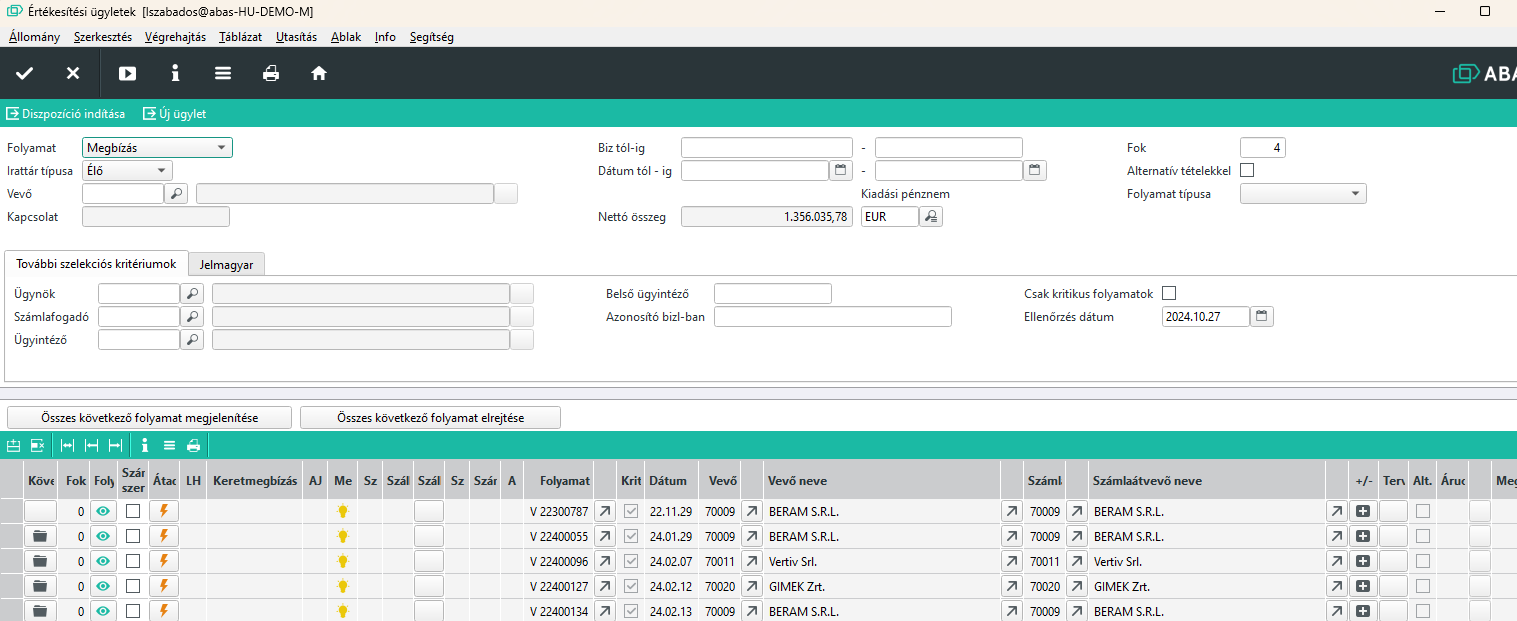 Értékesítési ügyletek [lszabados@abas-HU-DEMO-M]
Állomány Szerkesztés Végrehajtás Táblázat Utasítás Ablak Info Segítség
ABA
Diszpozíció indítása Új ügylet
Folyamat Megbízás Biz tól-ig - Fok 4
Irattár típusa Élő Dátum tól - ig - Alternatív tételekkel
Vevő Kiadási pénznem Folyamat típusa
Kapcsolat Nettó összeg 1.356.035,78 EUR
További szelekciós kritériumok Jelmagyar
Ügynök Belső ügyintéző Csak kritikus folyamatok
Számlafogadó Azonosító bizl-ban Ellenőrzés dátum 2024.10.27
Ügyintéző
Összes következő folyamat megjelenítése Összes következő folyamat elrejtése
Köve Fok Foly Szár szer Átac LH Keretmegbízás AJ Me Sz Szál Szál Sz Szár A Folyamat Krit Dátum Vevő Vevő neve Száml Számlaátvevő neve +/- Terv Alt. Áruc Meg
0 V 22300787 22.11.29 70009 BERAM S.R.L. 70009 BERAM S.R.L.
0 V 22400055 24.01.29 70009 BERAM S.R.L. 70009 BERAM S.R.L.
0 V 22400096 24.02.07 70011 Vertiv Srl. 70011 Vertiv Srl.
0 V 22400127 24.02.12 70020 GIMEK Zrt. 70020 GIMEK Zrt.
0 V 22400134 24.02.13 70009 BERAM S.R.L. 70009 BERAM S.R.L.